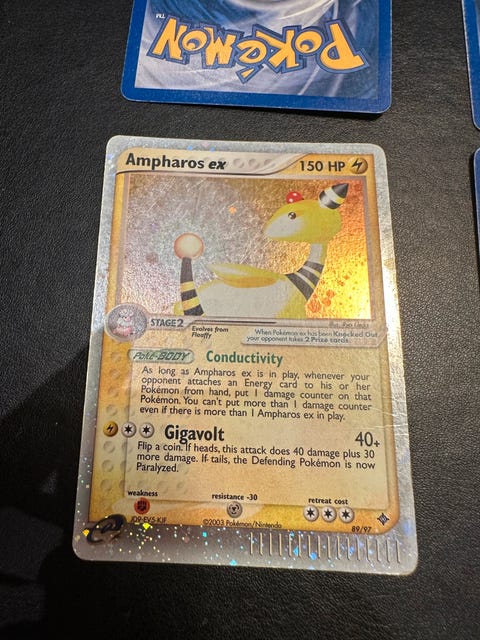 POKéMON
TM
Ampharos ex 150 HP
STAGE2 Evolves from Flaaffy
When Pokémon-ex has been Knocked Out, your opponent takes 2 Prize cards.
POKé-BODY Conductivity
As long as Ampharos ex is in play, whenever your
opponent attaches an Energy card to his or her
Pokémon from hand, put 1 damage counter on that
Pokémon. You can't put more than 1 damage counter
even if there is more than 1 Ampharos ex in play.
Gigavolt 40+
Flip a coin. If heads, this attack does 40 damage plus 30
more damage. If tails, the Defending Pokémon is now
Paralyzed.
weakness resistance -30 retreat cost
©2003 Pokémon/Nintendo 89/97
ex